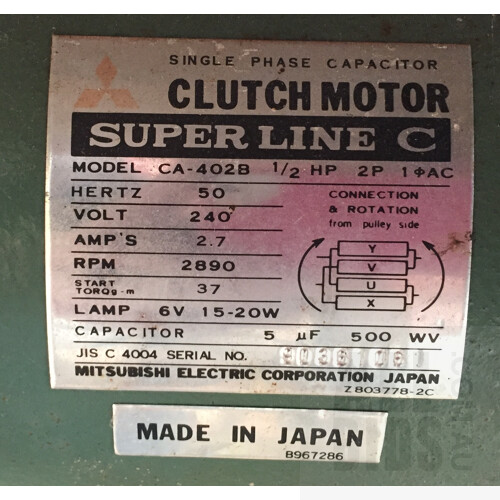 SINGLE PHASE CAPACITOR
CLUTCH MOTOR
SUPER LINE C
MODEL CA-402B 1/2 HP 2P 1ΦAC
HERTZ 50
VOLT 240
AMP'S 2.7
RPM 2890
START TORQg-m 37
CONNECTION
& ROTATION
from pulley side
Y
V
U
X
LAMP 6V 15-20W
CAPACITOR 5 µF 500 WV
JIS C 4004 SERIAL NO.
MITSUBISHI ELECTRIC CORPORATION JAPAN
Z803778-2C
MADE IN JAPAN
B967286